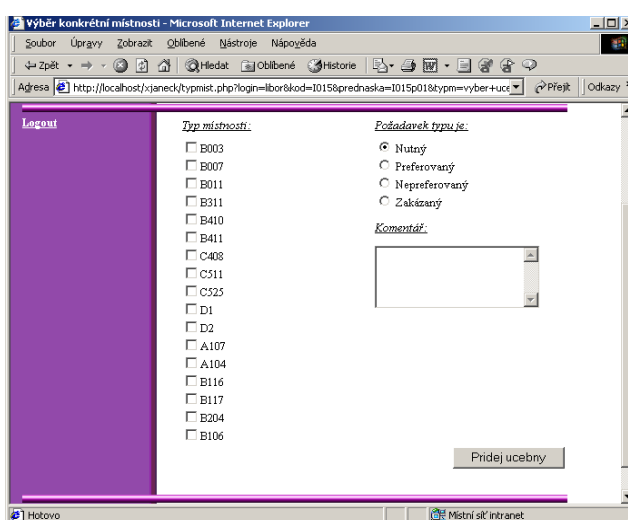 Výběr konkrétní místnosti - Microsoft Internet Explorer
Soubor Úpravy Zobrazit Oblíbené Nástroje Nápověda
Zpět Hledat Oblíbené Historie
Adresa http://localhost/xjaneck/typmist.php?login=libor&kod=I015&prednaska=I015p01&typm=vyber+uce Přejít Odkazy
Logout
Typ místnosti: Požadavek typu je:
B003 Nutný
B007 Preferovaný
B011 Nepreferovaný
B311 Zakázaný
B410
B411 Komentář:
C408
C511
C525
D1
D2
A107
A104
B116
B117
B204
B106
Pridej ucebny
Hotovo Místní síť intranet